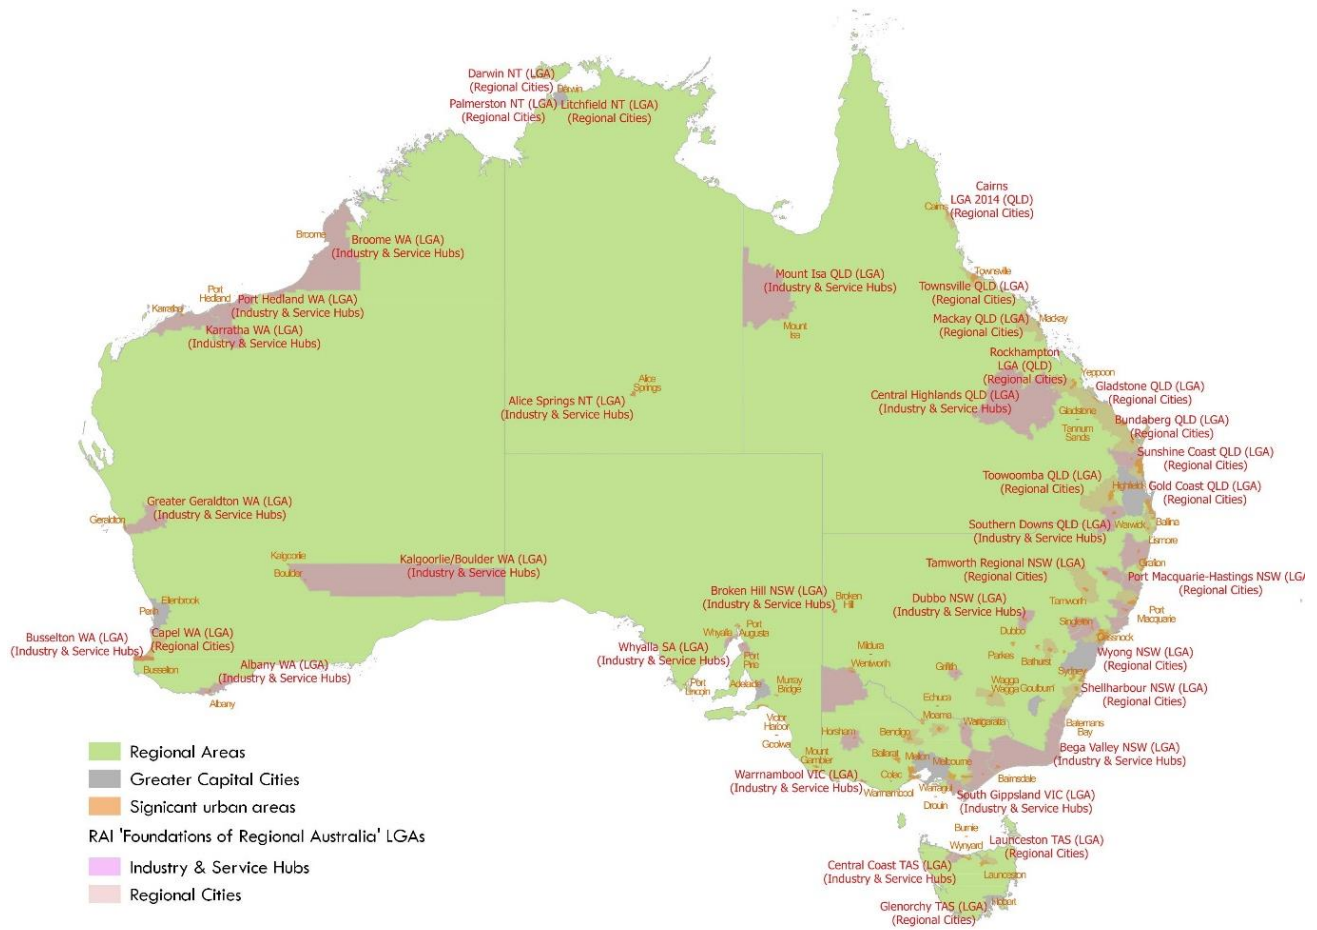 Darwin NT (LGA)
(Regional Cities)
Darwin
Palmerston NT (LGA)
(Regional Cities)
Litchfield NT (LGA)
(Regional Cities)
Cairns
LGA 2014 (QLD)
(Regional Cities)
Cairns
Broome
Broome WA (LGA)
(Industry & Service Hubs)
Mount Isa QLD (LGA)
(Industry & Service Hubs)
Mount
Isa
Townsville
Townsville QLD (LGA)
(Regional Cities)
Port
Hedland
Port Hedland WA (LGA)
(Industry & Service Hubs)
Karratha
Karratha WA (LGA)
(Industry & Service Hubs)
Mackay QLD (LGA)
(Regional Cities)
Mackay
Rockhampton
LGA (QLD)
(Regional Cities)
Yeppoon
Alice
Springs
Alice Springs NT (LGA)
(Industry & Service Hubs)
Central Highlands QLD (LGA)
(Industry & Service Hubs)
Gladstone QLD (LGA)
(Regional Cities)
Gladstone
Tannum
Sands
Bundaberg QLD (LGA)
(Regional Cities)
Sunshine Coast QLD (LGA)
(Regional Cities)
Toowoomba QLD (LGA)
(Regional Cities)
Highfield
Gold Coast QLD (LGA)
(Regional Cities)
Greater Geraldton WA (LGA)
(Industry & Service Hubs)
Geraldton
Southern Downs QLD (LGA)
(Industry & Service Hubs)
Warwick
Ballina
Lismore
Kalgoorlie
Boulder
Kalgoorlie/Boulder WA (LGA)
(Industry & Service Hubs)
Grafton
Tamworth Regional NSW (LGA)
(Regional Cities)
Tamworth
Port Macquarie-Hastings NSW (LGA
(Regional Cities)
Port
Macquarie
Broken Hill NSW (LGA)
(Industry & Service Hubs)
Broken
Hill
Dubbo NSW (LGA)
(Industry & Service Hubs)
Dubbo
Singleton
Cessnock
Ellenbrook
Perth
Busselton WA (LGA)
(Industry & Service Hubs)
Capel WA (LGA)
(Regional Cities)
Busselton
Albany WA (LGA)
(Industry & Service Hubs)
Albany
Whyalla
Port
Augusta
Whyalla SA (LGA)
(Industry & Service Hubs)
Port
Pirie
Port
Lincoln
Adelaide
Murray
Bridge
Victor
Harbor
Goolwa
Mildura
Wentworth
Parkes
Bathurst
Wyong NSW (LGA)
(Regional Cities)
Sydney
Griffith
Wagga
Wagga
Goulburn
Shellharbour NSW (LGA)
(Regional Cities)
Echuca
Moama
Wangaratta
Batemans
Bay
Horsham
Bendigo
Bega Valley NSW (LGA)
(Industry & Service Hubs)
Mount
Gambier
Ballarat
Melton
Melbourne
Warrnambool VIC (LGA)
(Industry & Service Hubs)
Colac
Warrnambool
Warragul
Drouin
Bairnsdale
South Gippsland VIC (LGA)
(Industry & Service Hubs)
Burnie
Wynyard
Launceston TAS (LGA)
(Regional Cities)
Central Coast TAS (LGA)
(Industry & Service Hubs)
Launceston
Glenorchy TAS (LGA)
(Regional Cities)
Hobart
Regional Areas
Greater Capital Cities
Signicant urban areas
RAI 'Foundations of Regional Australia' LGAs
Industry & Service Hubs
Regional Cities